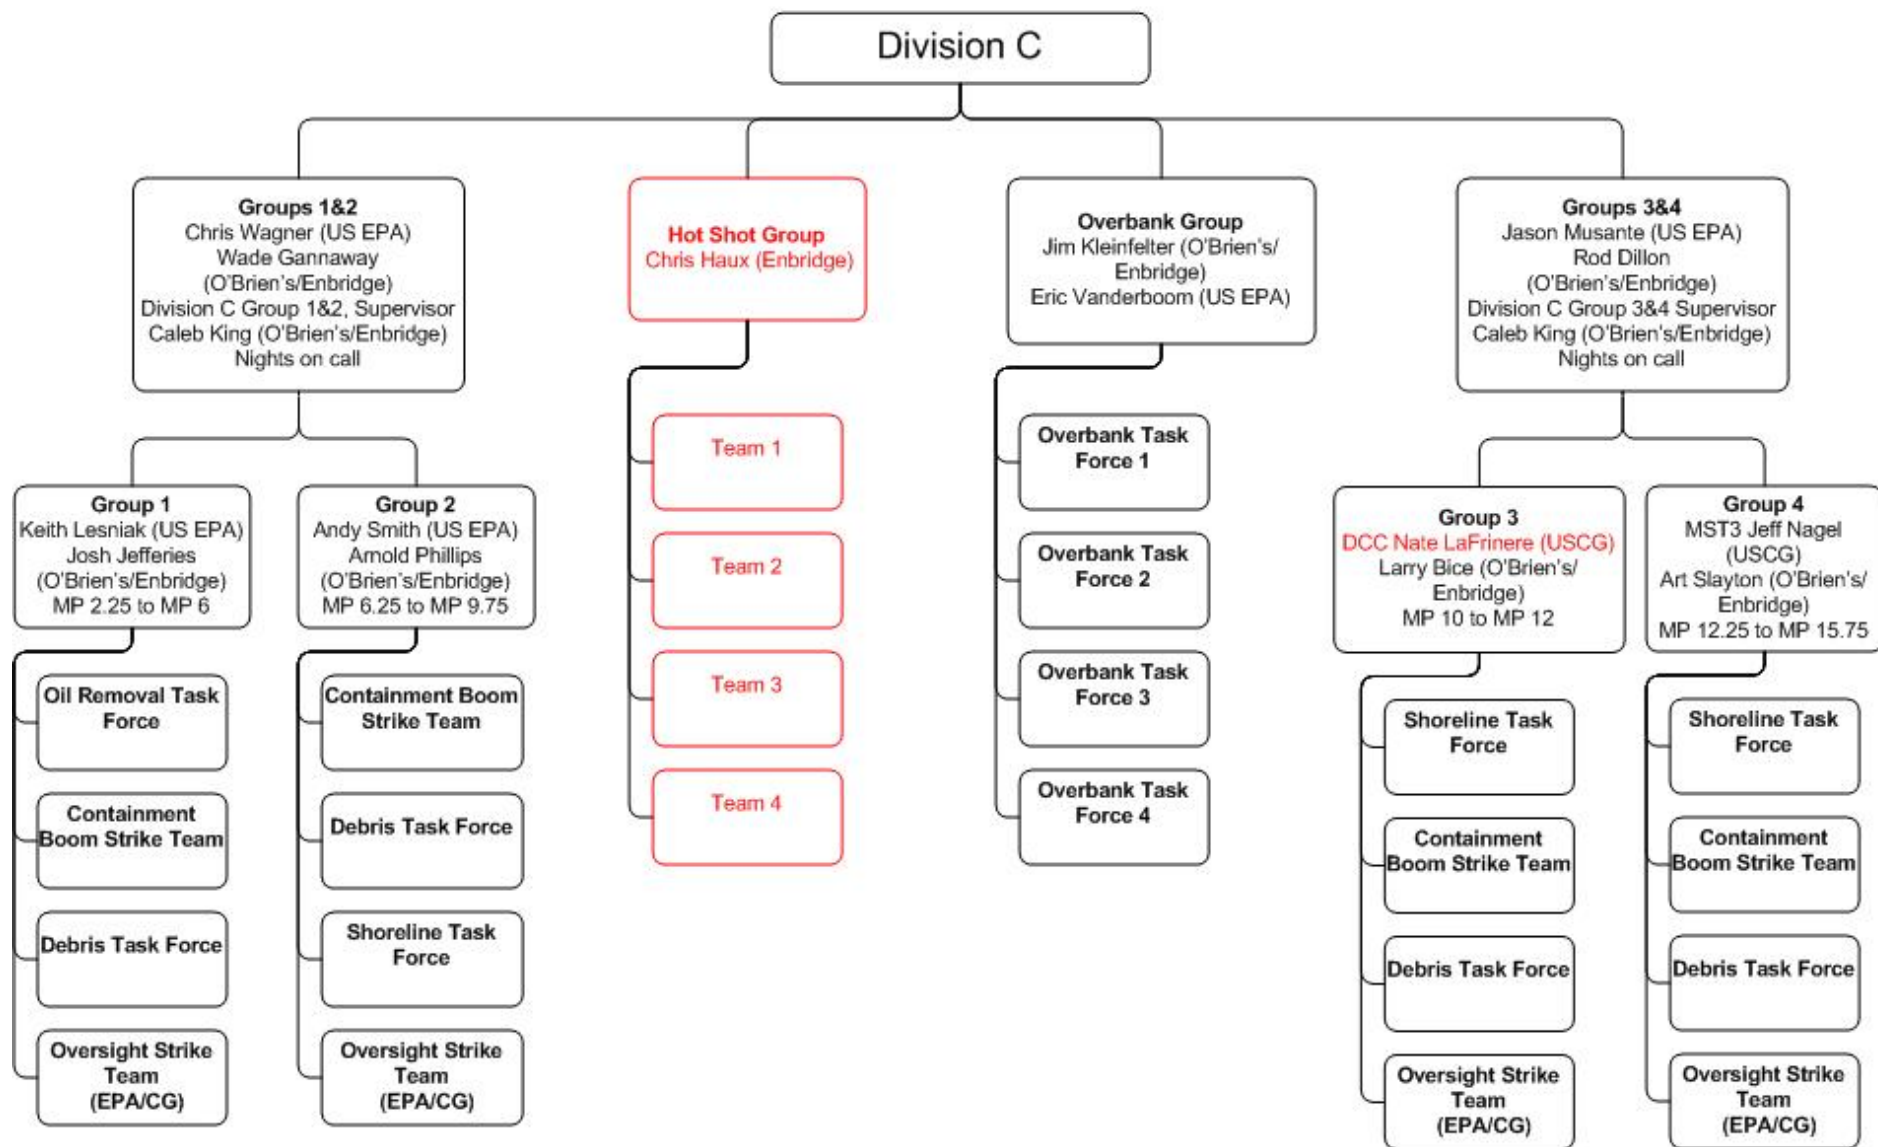 Division C
Groups 1&2
Chris Wagner (US EPA)
Wade Gannaway
(O'Brien's/Enbridge)
Division C Group 1&2, Supervisor
Caleb King (O'Brien's/Enbridge)
Nights on call
Hot Shot Group
Chris Haux (Enbridge)
Overbank Group
Jim Kleinfelter (O'Brien's/
Enbridge)
Eric Vanderboom (US EPA)
Groups 3&4
Jason Musante (US EPA)
Rod Dillon
(O'Brien's/Enbridge)
Division C Group 3&4 Supervisor
Caleb King (O'Brien's/Enbridge)
Nights on call
Group 1
Keith Lesniak (US EPA)
Josh Jefferies
(O'Brien's/Enbridge)
MP 2.25 to MP 6
Oil Removal Task
Force
Containment
Boom Strike Team
Debris Task Force
Oversight Strike
Team
(EPA/CG)
Group 2
Andy Smith (US EPA)
Arnold Phillips
(O'Brien's/Enbridge)
MP 6.25 to MP 9.75
Containment Boom
Strike Team
Debris Task Force
Shoreline Task
Force
Oversight Strike
Team
(EPA/CG)
Team 1
Team 2
Team 3
Team 4
Overbank Task
Force 1
Overbank Task
Force 2
Overbank Task
Force 3
Overbank Task
Force 4
Group 3
DCC Nate LaFrinere (USCG)
Larry Bice (O'Brien's/
Enbridge)
MP 10 to MP 12
Shoreline Task
Force
Containment
Boom Strike Team
Debris Task Force
Oversight Strike
Team
(EPA/CG)
Group 4
MST3 Jeff Nagel
(USCG)
Art Slayton (O'Brien's/
Enbridge)
MP 12.25 to MP 15.75
Shoreline Task
Force
Containment
Boom Strike Team
Debris Task Force
Oversight Strike
Team
(EPA/CG)